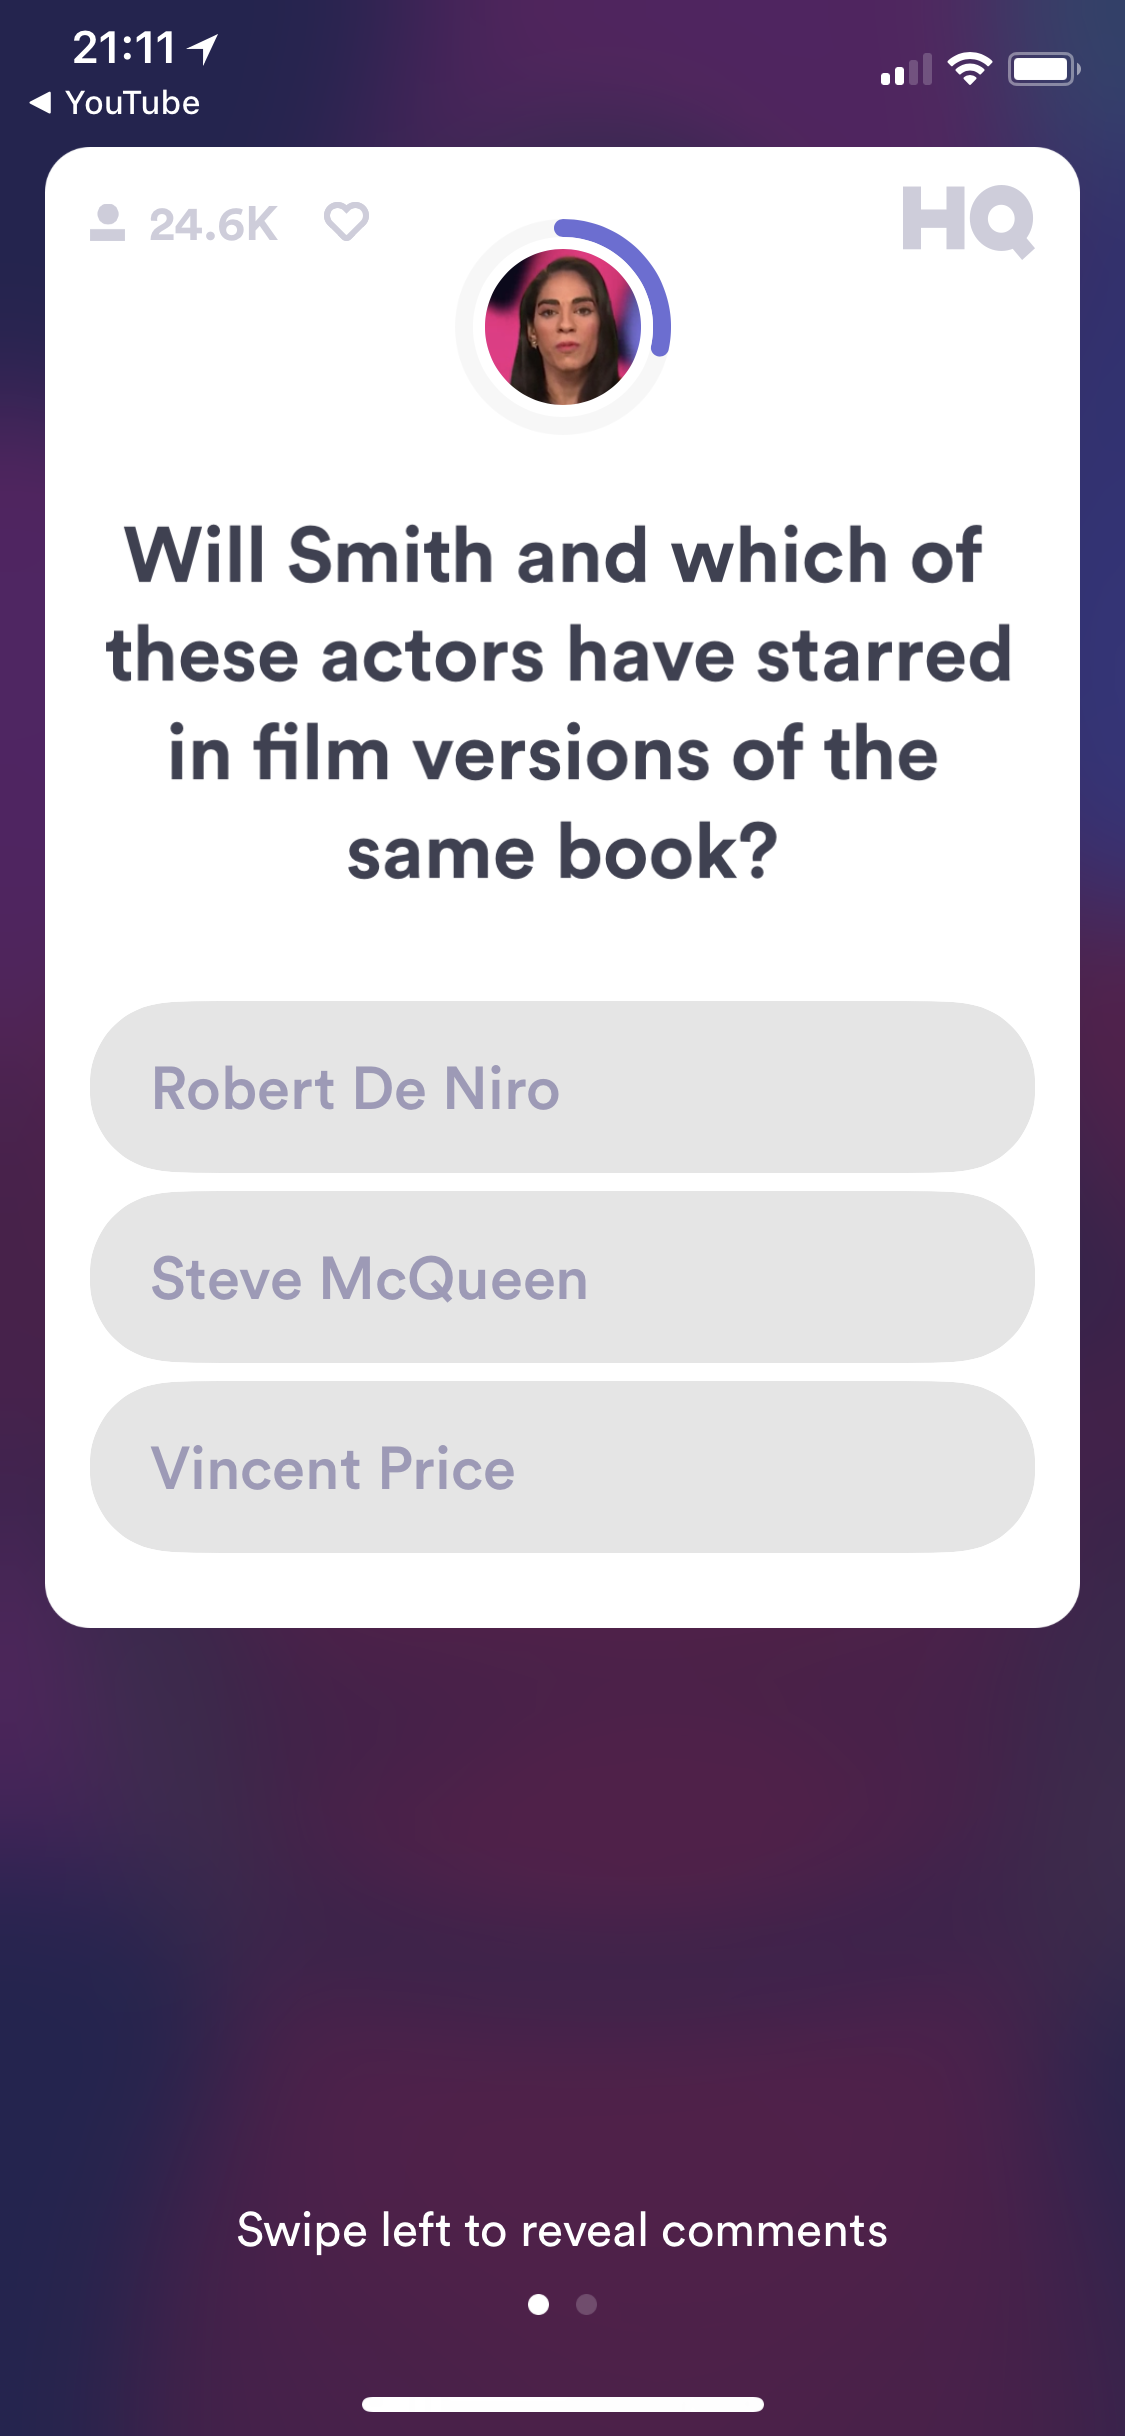 21:11
YouTube
24.6K
HQ
Will Smith and which of
these actors have starred
in film versions of the
same book?
Robert De Niro
Steve McQueen
Vincent Price
Swipe left to reveal comments